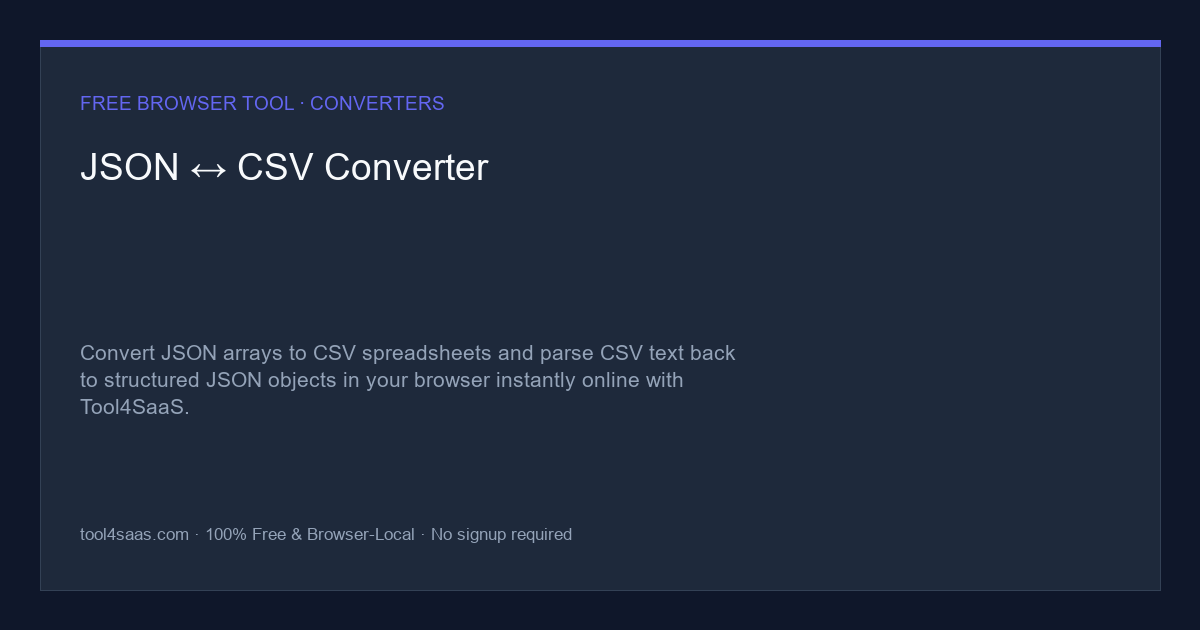 FREE BROWSER TOOL · CONVERTERS
JSON ↔ CSV Converter
Convert JSON arrays to CSV spreadsheets and parse CSV text back
to structured JSON objects in your browser instantly online with
Tool4SaaS.
tool4saas.com · 100% Free & Browser-Local · No signup required